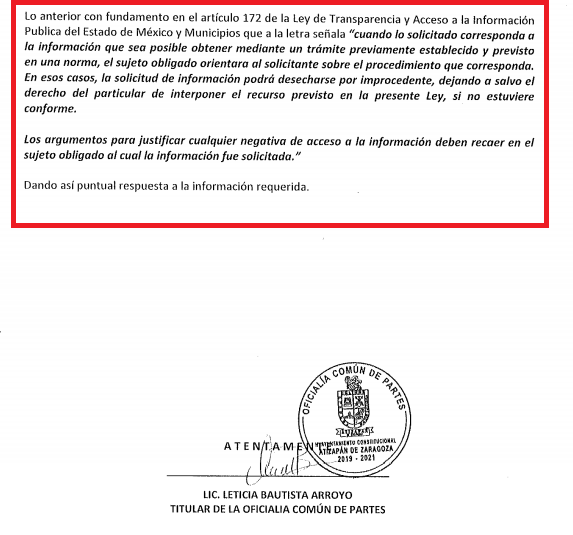 Lo anterior con fundamento en el artículo 172 de la Ley de Transparencia y Acceso a la Información
Publica del Estado de México y Municipios que a la letra señala "cuando lo solicitado corresponda a
la información que sea posible obtener mediante un trámite previamente establecido y previsto
en una norma, el sujeto obligado orientara al solicitante sobre el procedimiento que corresponda.
En esos casos, la solicitud de información podrá desecharse por improcedente, dejando a salvo el
derecho del particular de interponer el recurso previsto en la presente Ley, si no estuviere
conforme.
Los argumentos para justificar cualquier negativa de acceso a la información deben recaer en el
sujeto obligado al cual la información fue solicitada."
Dando así puntual respuesta a la información requerida.
OFICIALÍA COMÚN DE PARTES
A T E N T A M E N T E
AYUNTAMIENTO CONSTITUCIONAL
ATIZAPÁN DE ZARAGOZA
2019 - 2021
LIC. LETICIA BAUTISTA ARROYO
TITULAR DE LA OFICIALIA COMÚN DE PARTES